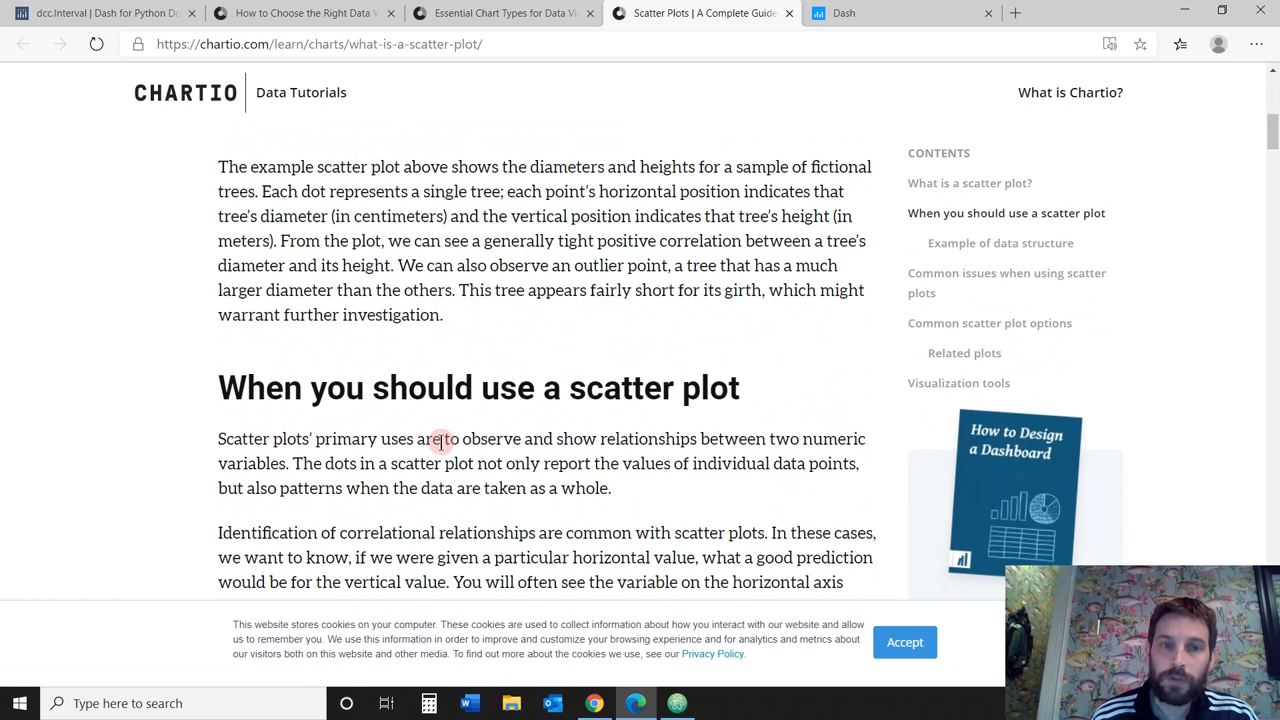 dcc.Interval | Dash for Python Do
How to Choose the Right Data V
Essential Chart Types for Data Vi
Scatter Plots | A Complete Guide
Dash
https://chartio.com/learn/charts/what-is-a-scatter-plot/
CHARTIO
Data Tutorials
What is Chartio?
The example scatter plot above shows the diameters and heights for a sample of fictional
trees. Each dot represents a single tree; each point's horizontal position indicates that
tree's diameter (in centimeters) and the vertical position indicates that tree's height (in
meters). From the plot, we can see a generally tight positive correlation between a tree's
diameter and its height. We can also observe an outlier point, a tree that has a much
larger diameter than the others. This tree appears fairly short for its girth, which might
warrant further investigation.
When you should use a scatter plot
Scatter plots' primary uses are to observe and show relationships between two numeric
variables. The dots in a scatter plot not only report the values of individual data points,
but also patterns when the data are taken as a whole.
Identification of correlational relationships are common with scatter plots. In these cases,
we want to know, if we were given a particular horizontal value, what a good prediction
would be for the vertical value. You will often see the variable on the horizontal axis
CONTENTS
What is a scatter plot?
When you should use a scatter plot
Example of data structure
Common issues when using scatter
plots
Common scatter plot options
Related plots
Visualization tools
How to Design
a Dashboard
This website stores cookies on your computer. These cookies are used to collect information about how you interact with our website and allow
us to remember you. We use this information in order to improve and customize your browsing experience and for analytics and metrics about
our visitors both on this website and other media. To find out more about the cookies we use, see our Privacy Policy.
Accept
Type here to search